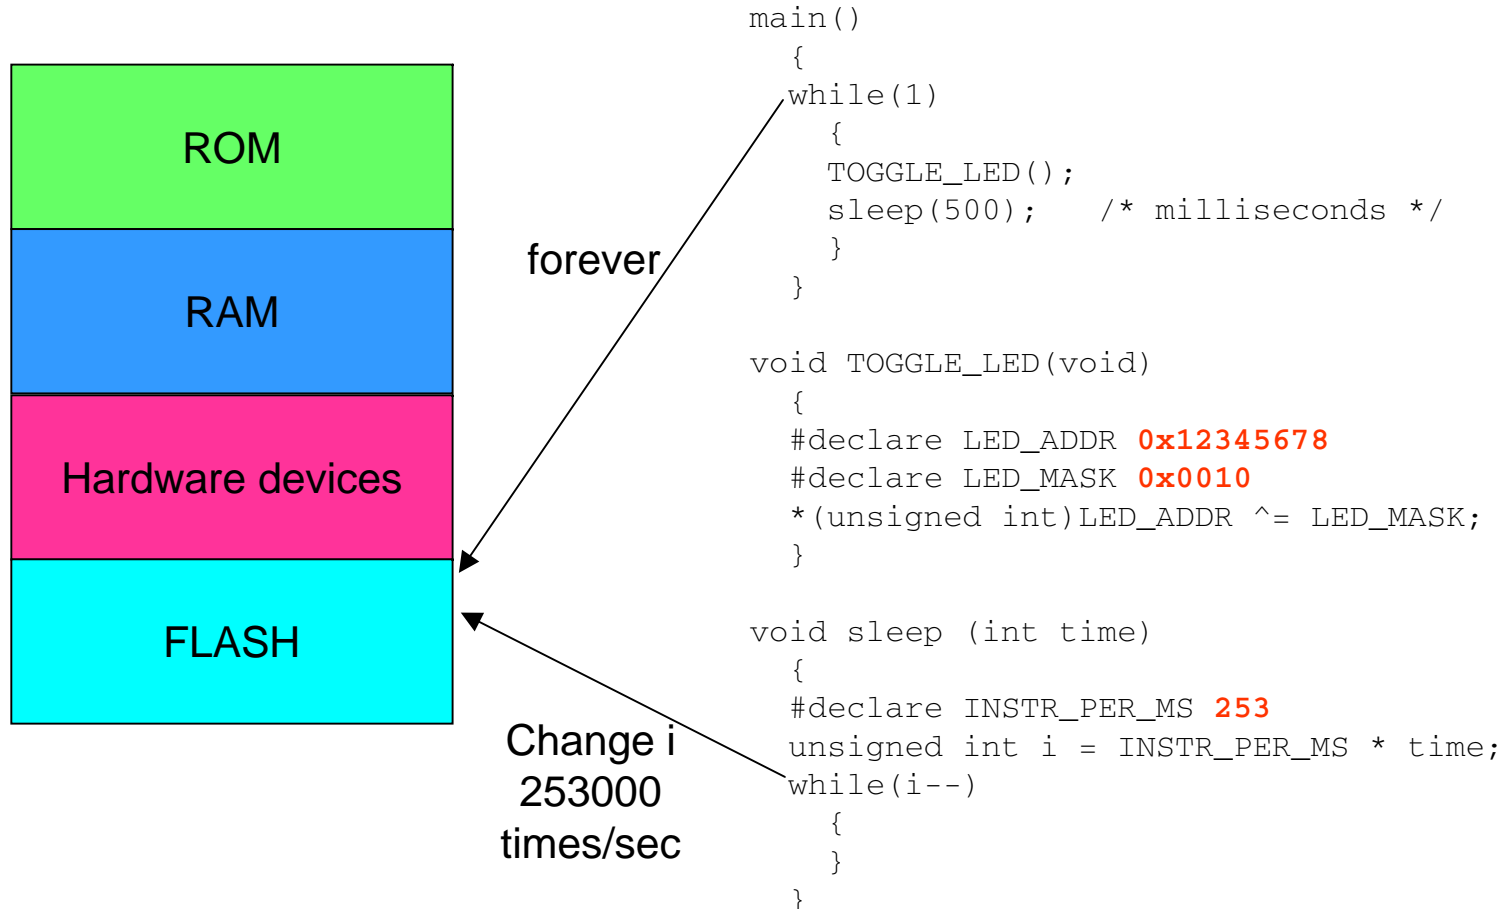 ROM
RAM
Hardware devices
FLASH
forever
Change i
253000
times/sec
main()
{
while(1)
{
TOGGLE_LED();
sleep(500);   /* milliseconds */
}
}
void TOGGLE_LED(void)
{
#declare LED_ADDR 0x12345678
#declare LED_MASK 0x0010
*(unsigned int)LED_ADDR ^= LED_MASK;
}
void sleep (int time)
{
#declare INSTR_PER_MS 253
unsigned int i = INSTR_PER_MS * time;
while(i--)
{
}
}